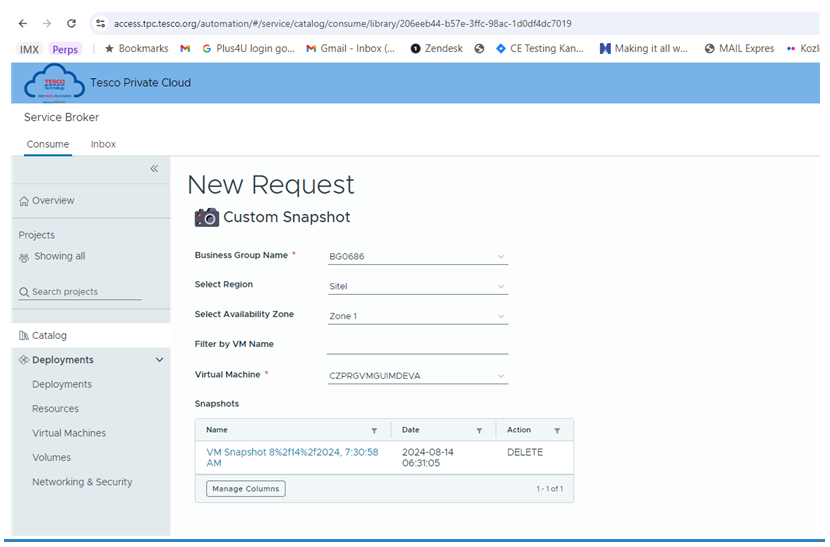 access.tpc.tesco.org/automation/#/service/catalog/consume/library/206eeb44-b57e-3ffc-98ac-1d0df4dc7019
IMX Perps Bookmarks Plus4U login go... Gmail - Inbox (... Zendesk CE Testing Kan... Making it all w... MAIL Expres Kozl
TESCO
Technology
Tesco Private Cloud
Service Broker
Consume Inbox
Overview
Projects
Showing all
Search projects
Catalog
Deployments
Deployments
Resources
Virtual Machines
Volumes
Networking & Security
New Request
Custom Snapshot
Business Group Name * BG0686
Select Region Sitel
Select Availability Zone Zone 1
Filter by VM Name
Virtual Machine * CZPRGVMGUIMDEVA
Snapshots
Name Date Action
VM Snapshot 8%2f14%2f2024, 7:30:58 2024-08-14 DELETE
AM 06:31:05
Manage Columns 1 - 1 of 1